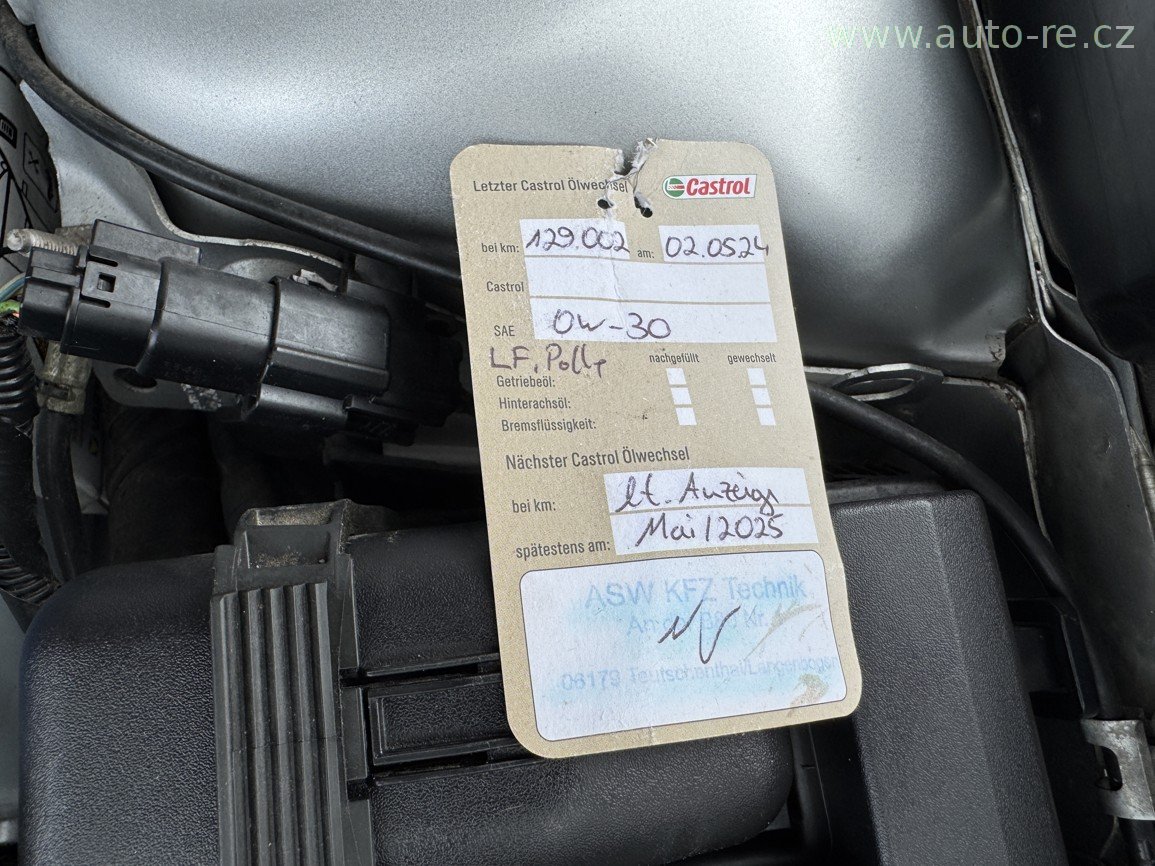 www.auto-re.cz
Letzter Castrol Ölwechsel Castrol
bei km: 129.002 am: 02.05.24
Castrol
SAE 0W-30
LF, Poll
nachgefüllt gewechselt
Getriebeöl:
Hinterachsöl:
Bremsflüssigkeit:
Nächster Castrol Ölwechsel
bei km: lt. Anzeige
spätestens am: Mai/2025
ASW KFZ Technik
06179 Teutschenthal/Langenbogen